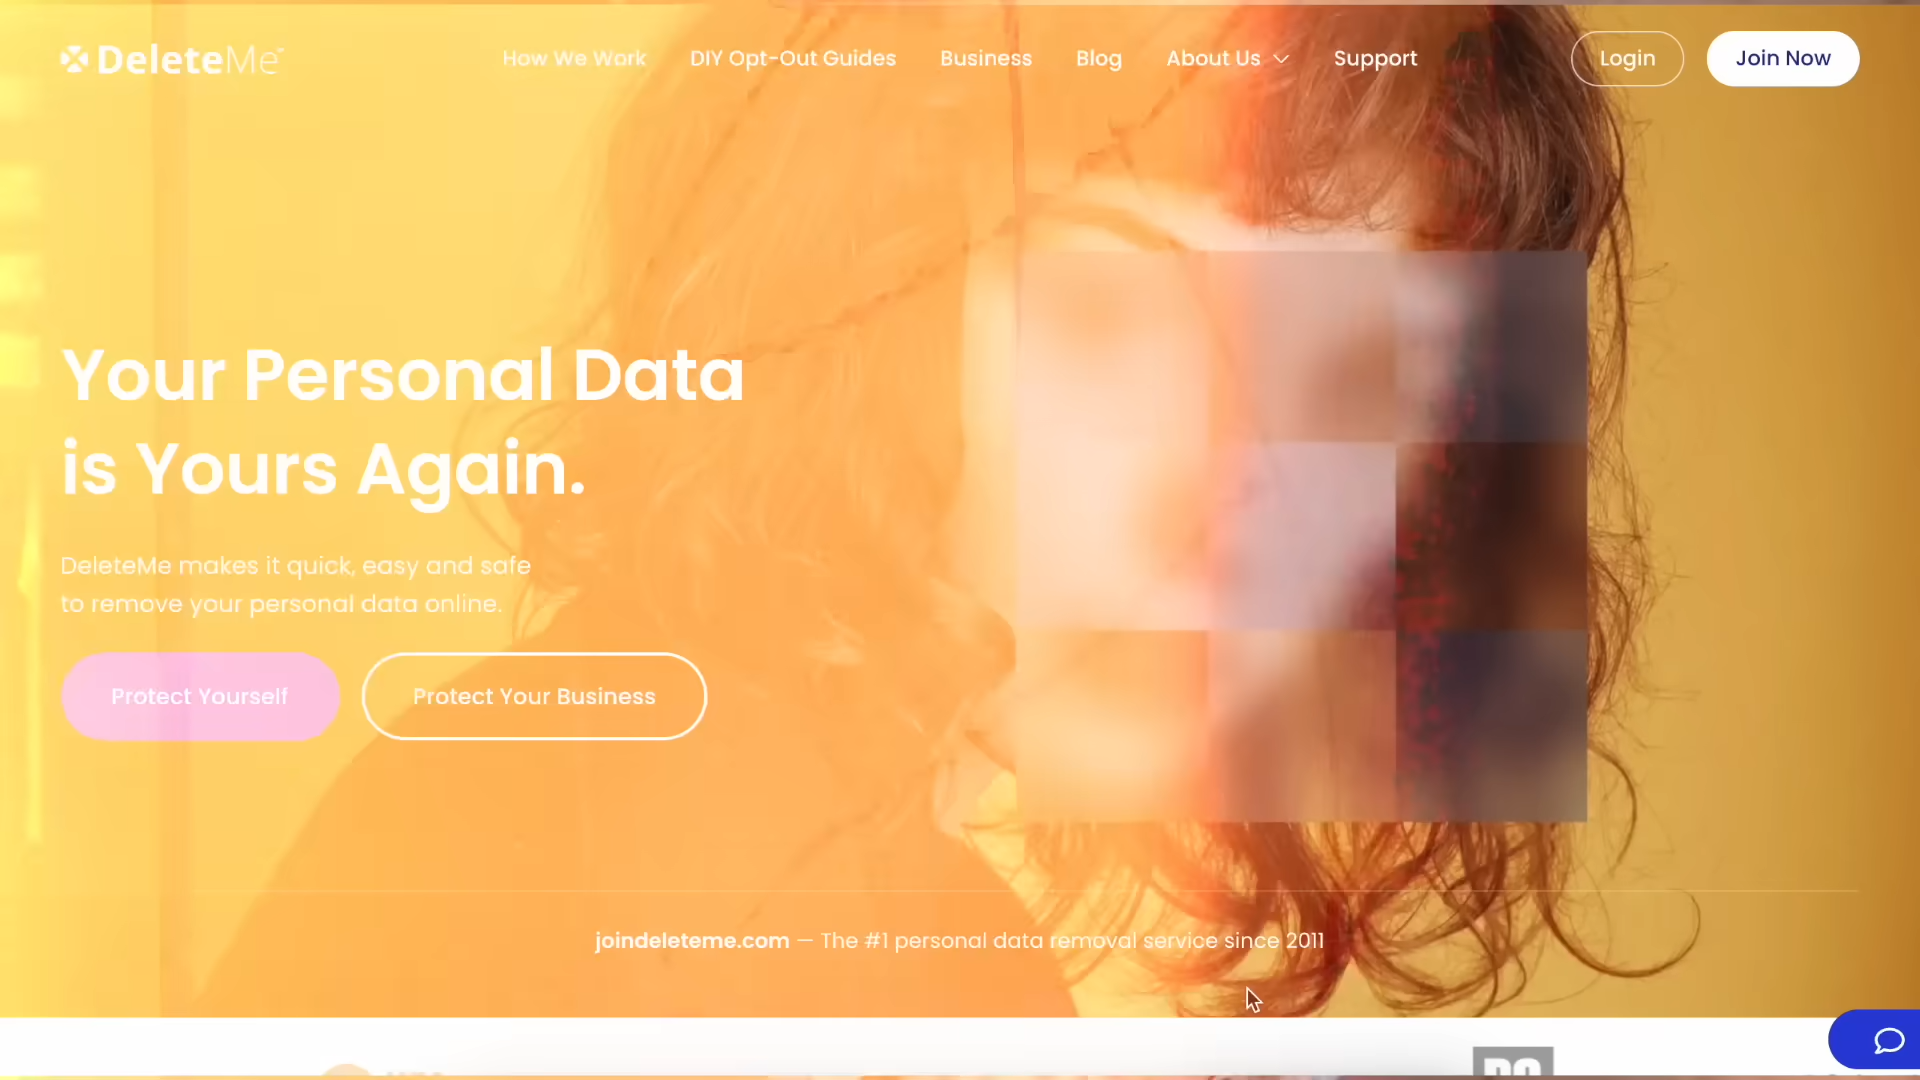 DeleteMe
How We Work
DIY Opt-Out Guides
Business
Blog
About Us
Support
Login
Join Now
Your Personal Data
is Yours Again.
DeleteMe makes it quick, easy and safe
to remove your personal data online.
Protect Yourself
Protect Your Business
joindeleteme.com — The #1 personal data removal service since 2011